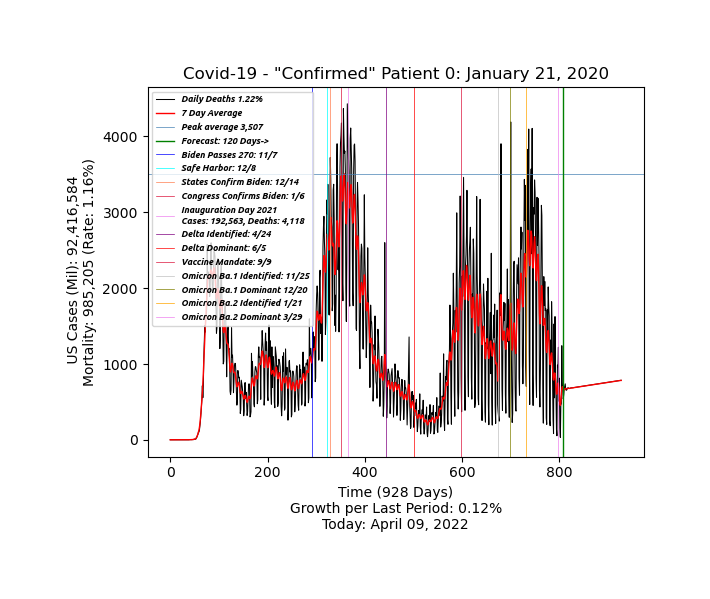 Covid-19 - "Confirmed" Patient 0: January 21, 2020
Daily Deaths 1.22%
7 Day Average
Peak average 3,507
Forecast: 120 Days->
Biden Passes 270: 11/7
Safe Harbor: 12/8
States Confirm Biden: 12/14
Congress Confirms Biden: 1/6
Inauguration Day 2021
Cases: 192,563, Deaths: 4,118
Delta Identified: 4/24
Delta Dominant: 6/5
Vaccine Mandate: 9/9
Omicron Ba.1 Identified: 11/25
Omicron Ba.1 Dominant 12/20
Omicron Ba.2 Identified 1/21
Omicron Ba.2 Dominant 3/29
4000
3000
2000
1000
0
US Cases (Mil): 92,416,584
Mortality: 985,205 (Rate: 1.16%)
0 200 400 600 800
Time (928 Days)
Growth per Last Period: 0.12%
Today: April 09, 2022